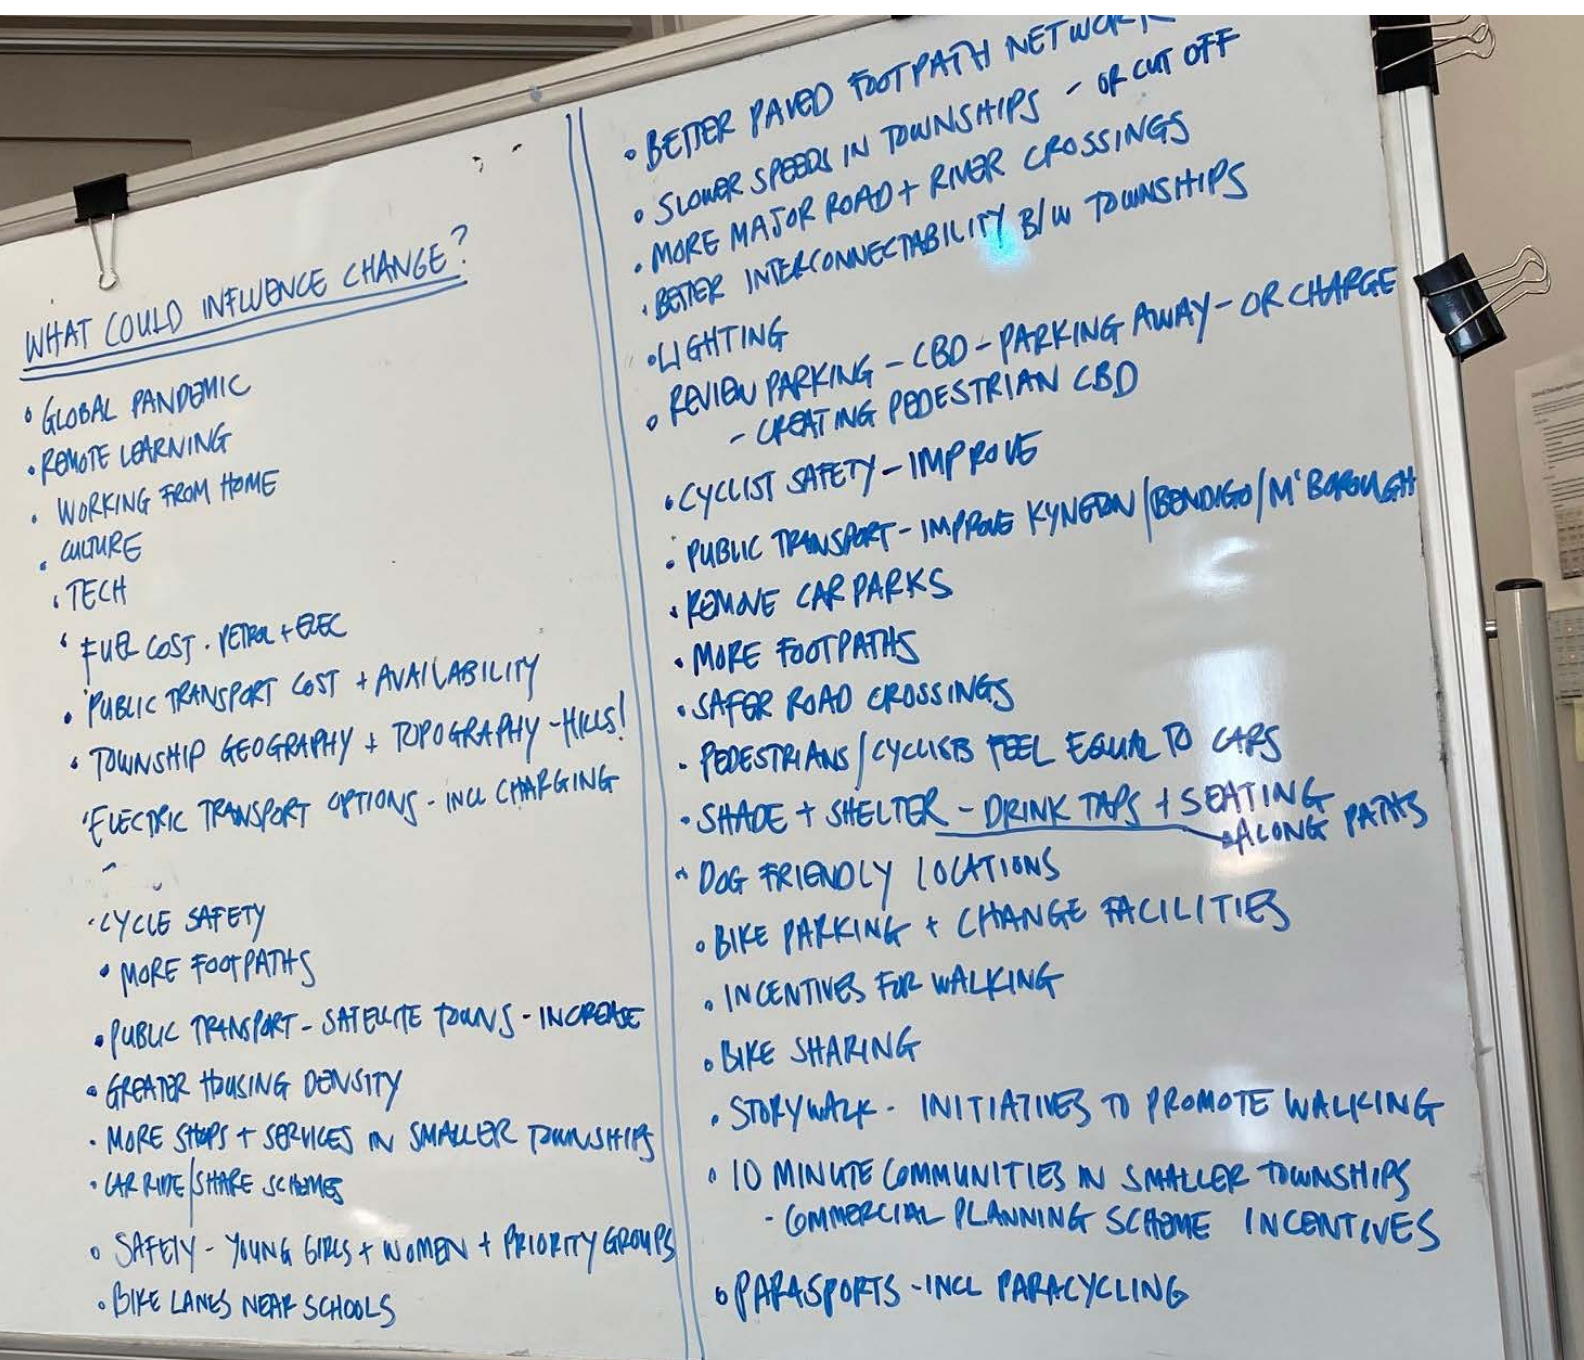 WHAT COULD INFLUENCE CHANGE?
• GLOBAL PANDEMIC
• REMOTE LEARNING
• WORKING FROM HOME
• CULTURE
• TECH
• FUEL COST. PETROL + ELEC
• PUBLIC TRANSPORT COST + AVAILABILITY
• TOWNSHIP GEOGRAPHY + TOPOGRAPHY - HILLS!
• ELECTRIC TRANSPORT OPTIONS - INCL CHARGING
• CYCLE SAFETY
• MORE FOOTPATHS
• PUBLIC TRANSPORT - SATELLITE TOWNS - INCREASE
• GREATER HOUSING DENSITY
• MORE SHOPS + SERVICES IN SMALLER TOWNSHIPS
• CAR RIDE/SHARE SCHEMES
• SAFETY - YOUNG GIRLS + WOMEN + PRIORITY GROUPS
• BIKE LANES NEAR SCHOOLS
• BETTER PAVED FOOTPATH NETWORK
• SLOWER SPEEDS IN TOWNSHIPS - OR CUT OFF
• MORE MAJOR ROAD + RIVER CROSSINGS
• BETTER INTERCONNECTABILITY B/W TOWNSHIPS
• LIGHTING
• REVIEW PARKING - CBD - PARKING AWAY - OR CHARGE
- CREATING PEDESTRIAN CBD
• CYCLIST SAFETY - IMPROVE
• PUBLIC TRANSPORT - IMPROVE KYNETON/BENDIGO/M'BOROUGH
• REMOVE CAR PARKS
• MORE FOOTPATHS
• SAFER ROAD CROSSINGS
• PEDESTRIANS/CYCLISTS FEEL EQUAL TO CARS
• SHADE + SHELTER - DRINK TAPS + SEATING
ALONG PATHS
• DOG FRIENDLY LOCATIONS
• BIKE PARKING + CHANGE FACILITIES
• INCENTIVES FOR WALKING
• BIKE SHARING
• STORYWALK - INITIATIVES TO PROMOTE WALKING
• 10 MINUTE COMMUNITIES IN SMALLER TOWNSHIPS
- COMMERCIAL PLANNING SCHEME INCENTIVES
• PARASPORTS - INCL PARACYCLING